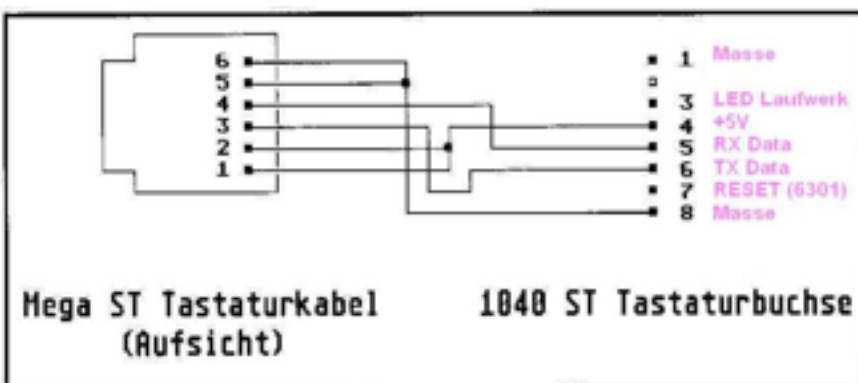 6
5
4
3
2
1
1 Masse
3 LED Laufwerk
4 +5V
5 RX Data
6 TX Data
7 RESET (6301)
8 Masse
Mega ST Tastaturkabel
(Aufsicht)
1040 ST Tastaturbuchse